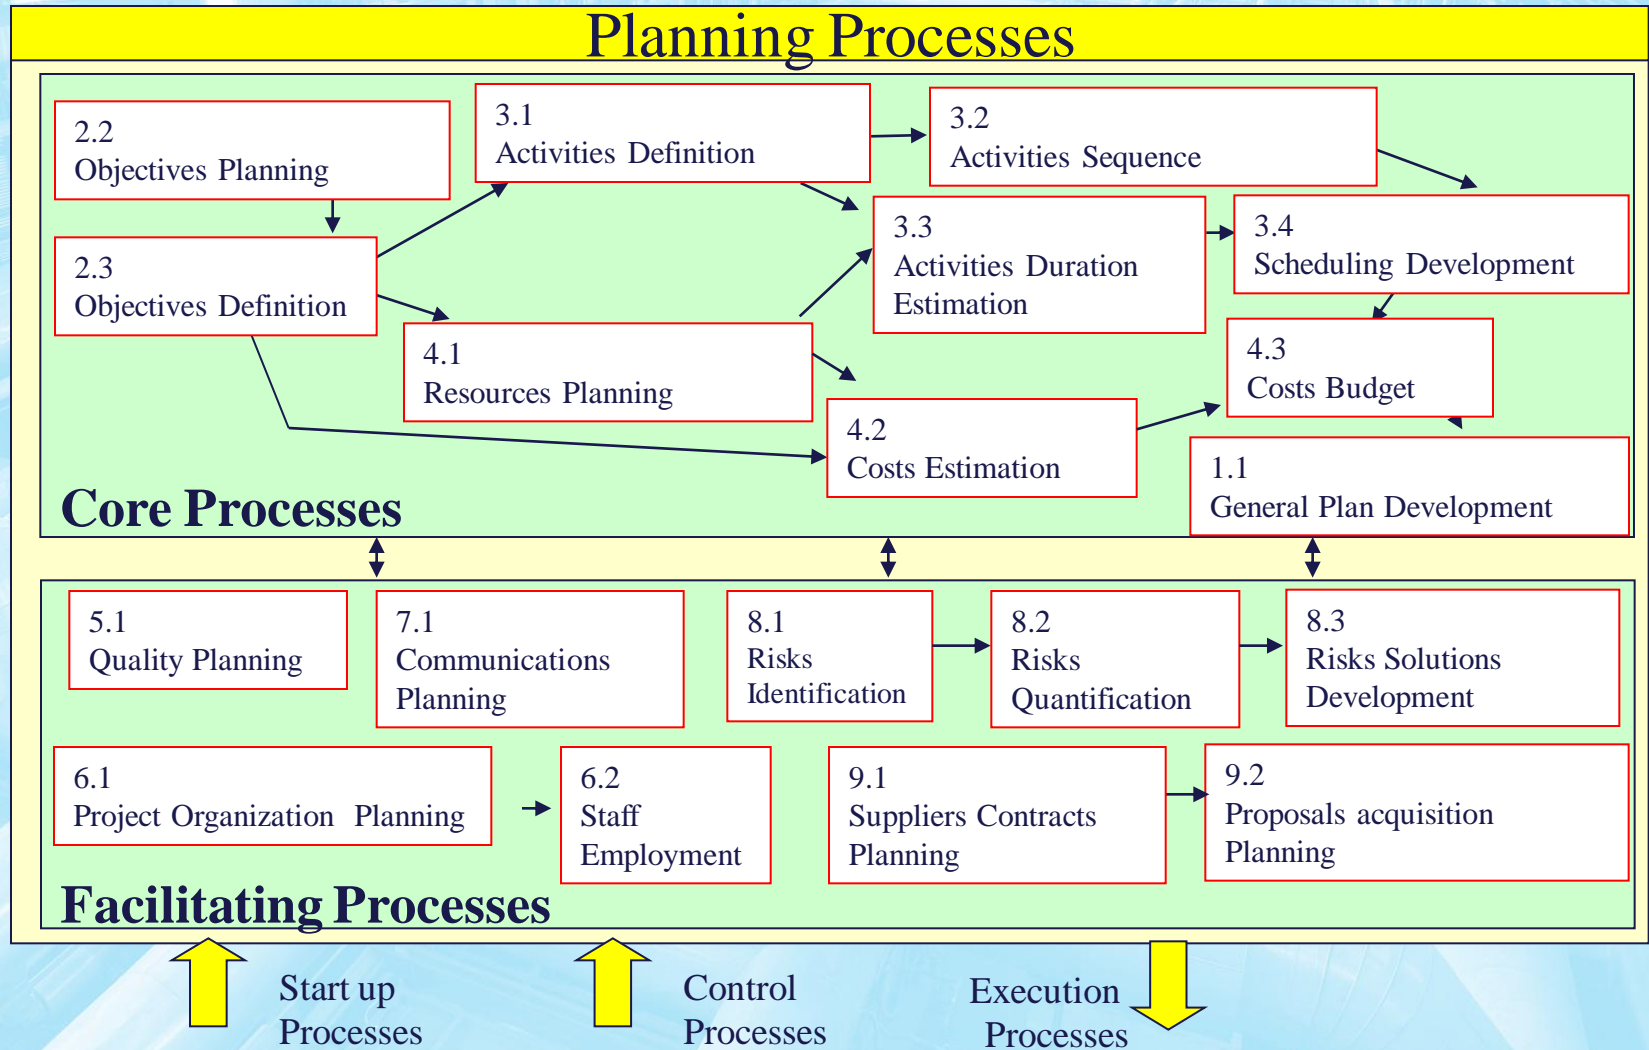 Planning Processes
2.2
Objectives Planning
3.1
Activities Definition
3.2
Activities Sequence
2.3
Objectives Definition
3.3
Activities Duration
Estimation
3.4
Scheduling Development
4.1
Resources Planning
4.3
Costs Budget
4.2
Costs Estimation
1.1
General Plan Development
Core Processes
5.1
Quality Planning
7.1
Communications
Planning
8.1
Risks
Identification
8.2
Risks
Quantification
8.3
Risks Solutions
Development
6.1
Project Organization Planning
6.2
Staff
Employment
9.1
Suppliers Contracts
Planning
9.2
Proposals acquisition
Planning
Facilitating Processes
Start up
Processes
Control
Processes
Execution
Processes